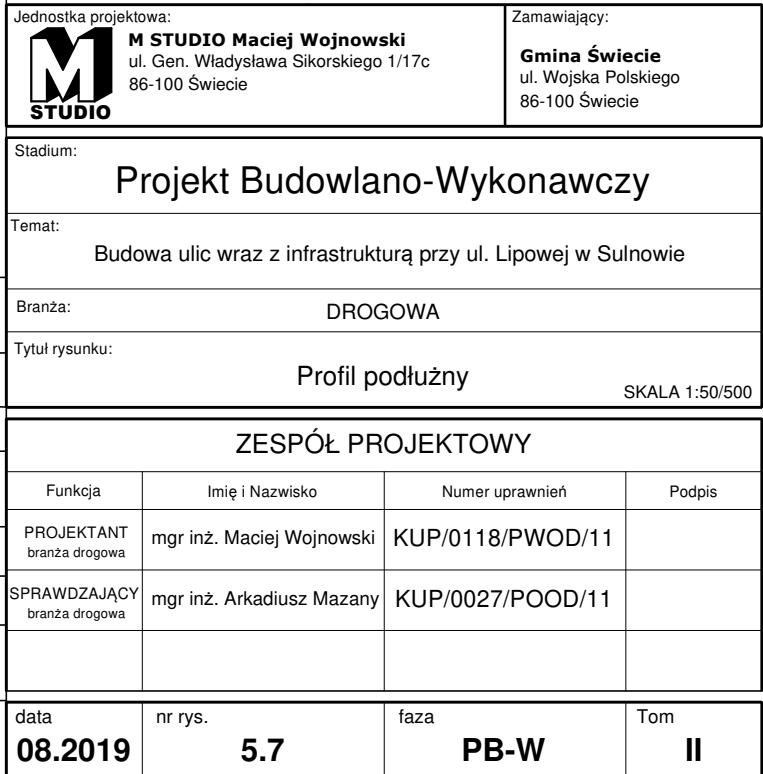 Jednostka projektowa:
M
STUDIO
M STUDIO Maciej Wojnowski
ul. Gen. Władysława Sikorskiego 1/17c
86-100 Świecie
Zamawiający:
Gmina Świecie
ul. Wojska Polskiego
86-100 Świecie
Stadium:
Projekt Budowlano-Wykonawczy
Temat:
Budowa ulic wraz z infrastrukturą przy ul. Lipowej w Sulnowie
Branża:
DROGOWA
Tytuł rysunku:
Profil podłużny
SKALA 1:50/500
ZESPÓŁ PROJEKTOWY
Funkcja Imię i Nazwisko Numer uprawnień Podpis
PROJEKTANT
branża drogowa
mgr inż. Maciej Wojnowski KUP/0118/PWOD/11
SPRAWDZAJĄCY
branża drogowa
mgr inż. Arkadiusz Mazany KUP/0027/POOD/11
data nr rys. faza Tom
08.2019 5.7 PB-W II